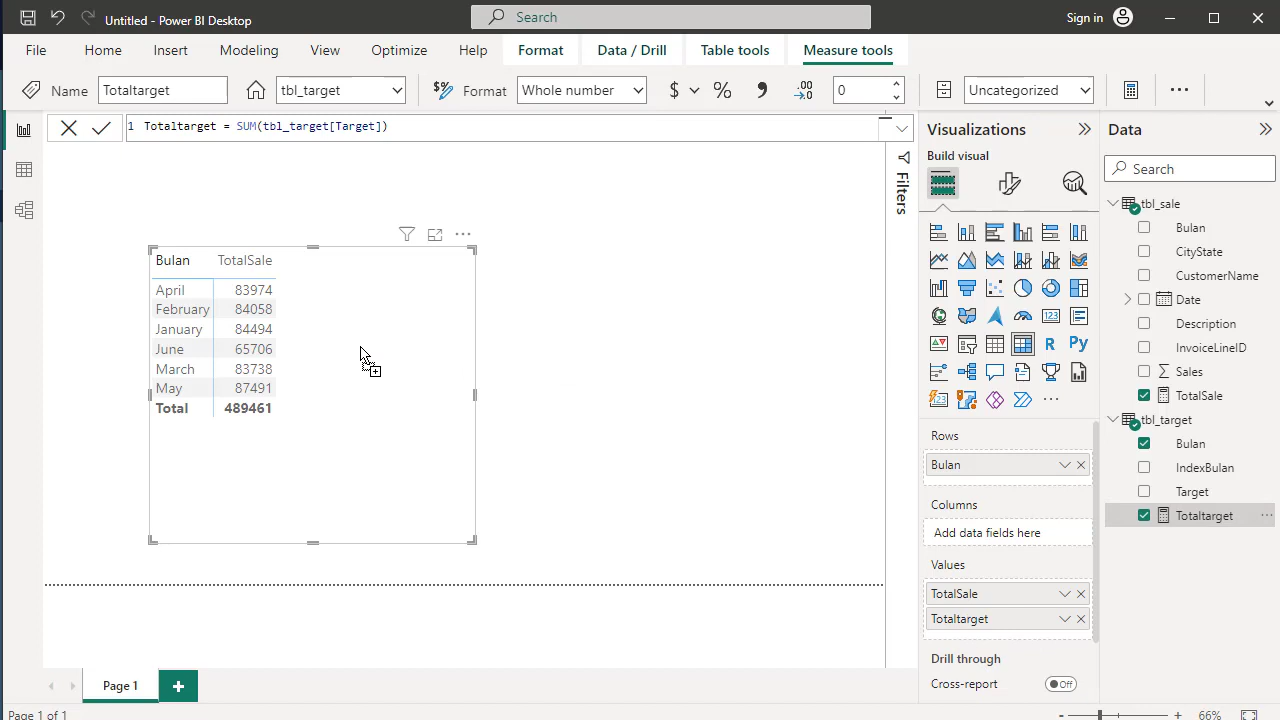 Untitled - Power BI Desktop
Search
Sign in
File
Home
Insert
Modeling
View
Optimize
Help
Format
Data / Drill
Table tools
Measure tools
Name
Totaltarget
tbl_target
Format
Whole number
$
%
,
.00
0
Uncategorized
1 Totaltarget = SUM(tbl_target[Target])
Bulan TotalSale
April 83974
February 84058
January 84494
June 65706
March 83738
May 87491
Total 489461
Filters
Visualizations
Build visual
123
R
Py
Rows
Bulan
Columns
Add data fields here
Values
TotalSale
Totaltarget
Drill through
Cross-report
Off
Data
Search
tbl_sale
Bulan
CityState
CustomerName
Date
Description
InvoiceLineID
Sales
TotalSale
tbl_target
Bulan
IndexBulan
Target
Totaltarget
Page 1
Page 1 of 1
66%